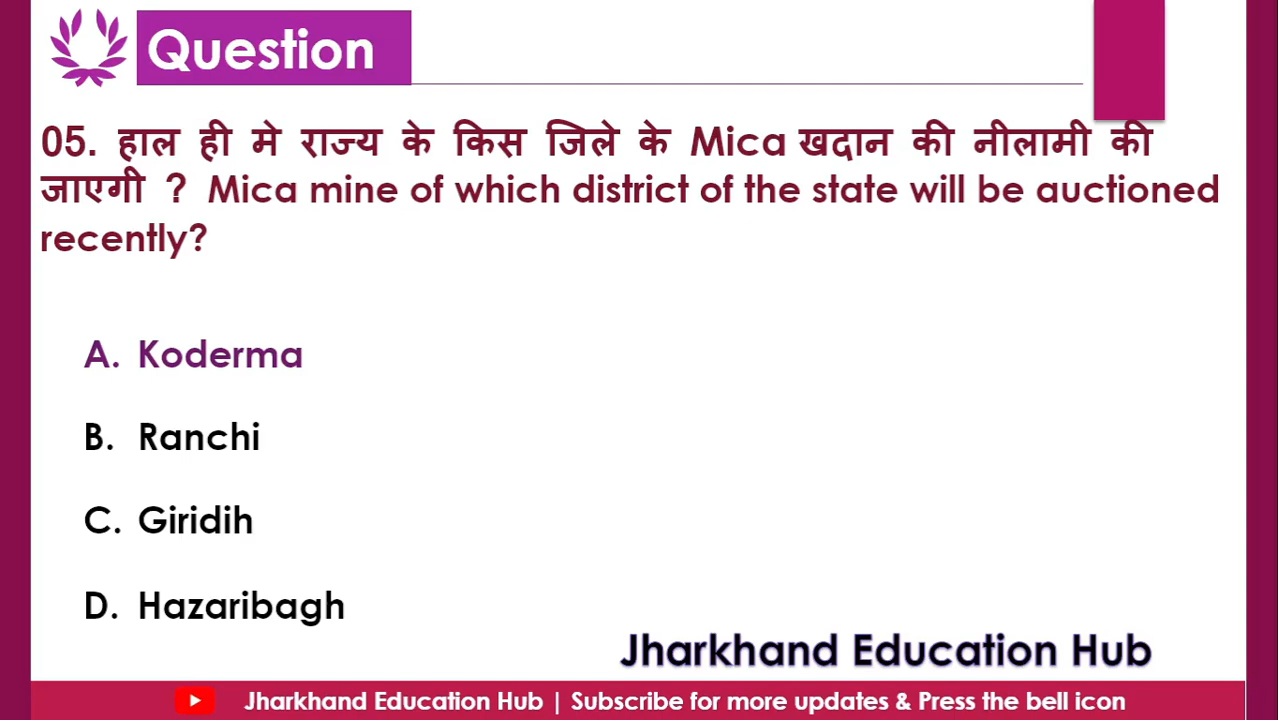 Question
05. हाल ही मे राज्य के किस जिले के Mica खदान की नीलामी की
जाएगी ? Mica mine of which district of the state will be auctioned
recently?
A. Koderma
B. Ranchi
C. Giridih
D. Hazaribagh
Jharkhand Education Hub
Jharkhand Education Hub | Subscribe for more updates & Press the bell icon